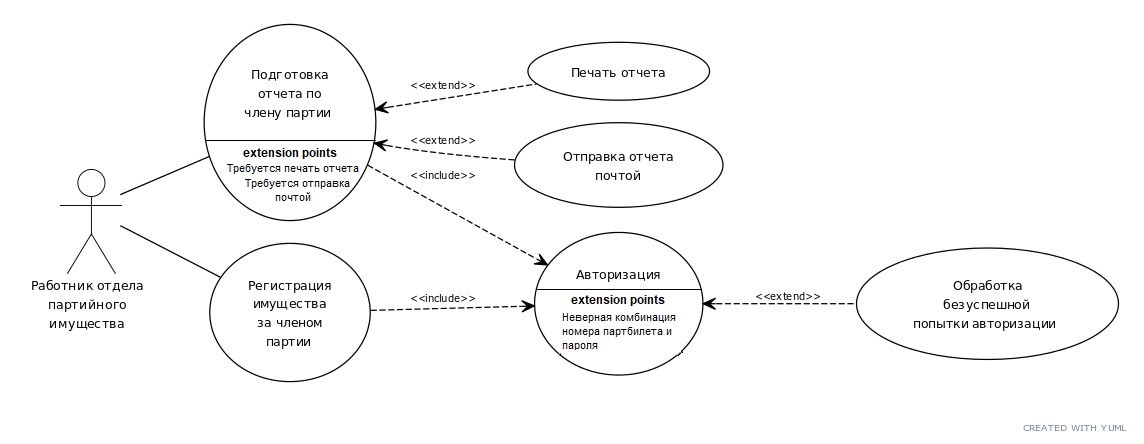 Работник отдела
партийного
имущества
Подготовка
отчета по
члену партии
extension points
Требуется печать отчета
Требуется отправка
почтой
Регистрация
имущества
за членом
партии
<<extend>>
<<extend>>
<<include>>
<<include>>
Печать отчета
Отправка отчета
почтой
Авторизация
extension points
Неверная комбинация
номера партбилета и
пароля
<<extend>>
Обработка
безуспешной
попытки авторизации
CREATED WITH YUML